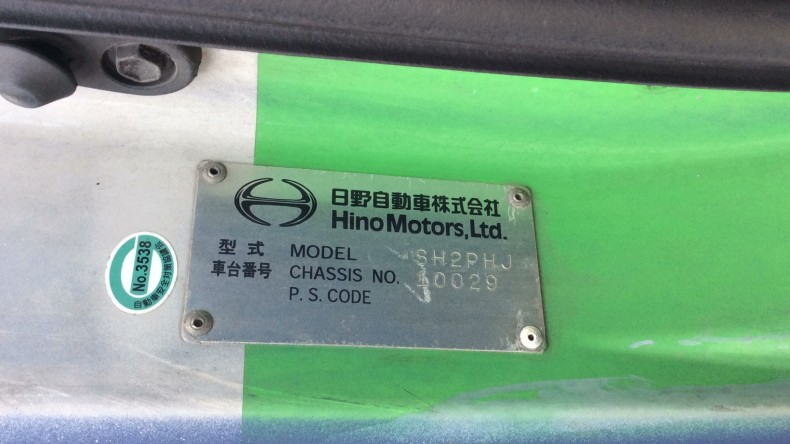 日野自動車株式会社
Hino Motors, Ltd.
型式 MODEL SH2PHJ
車台番号 CHASSIS NO. 10029
P. S. CODE
No.3538